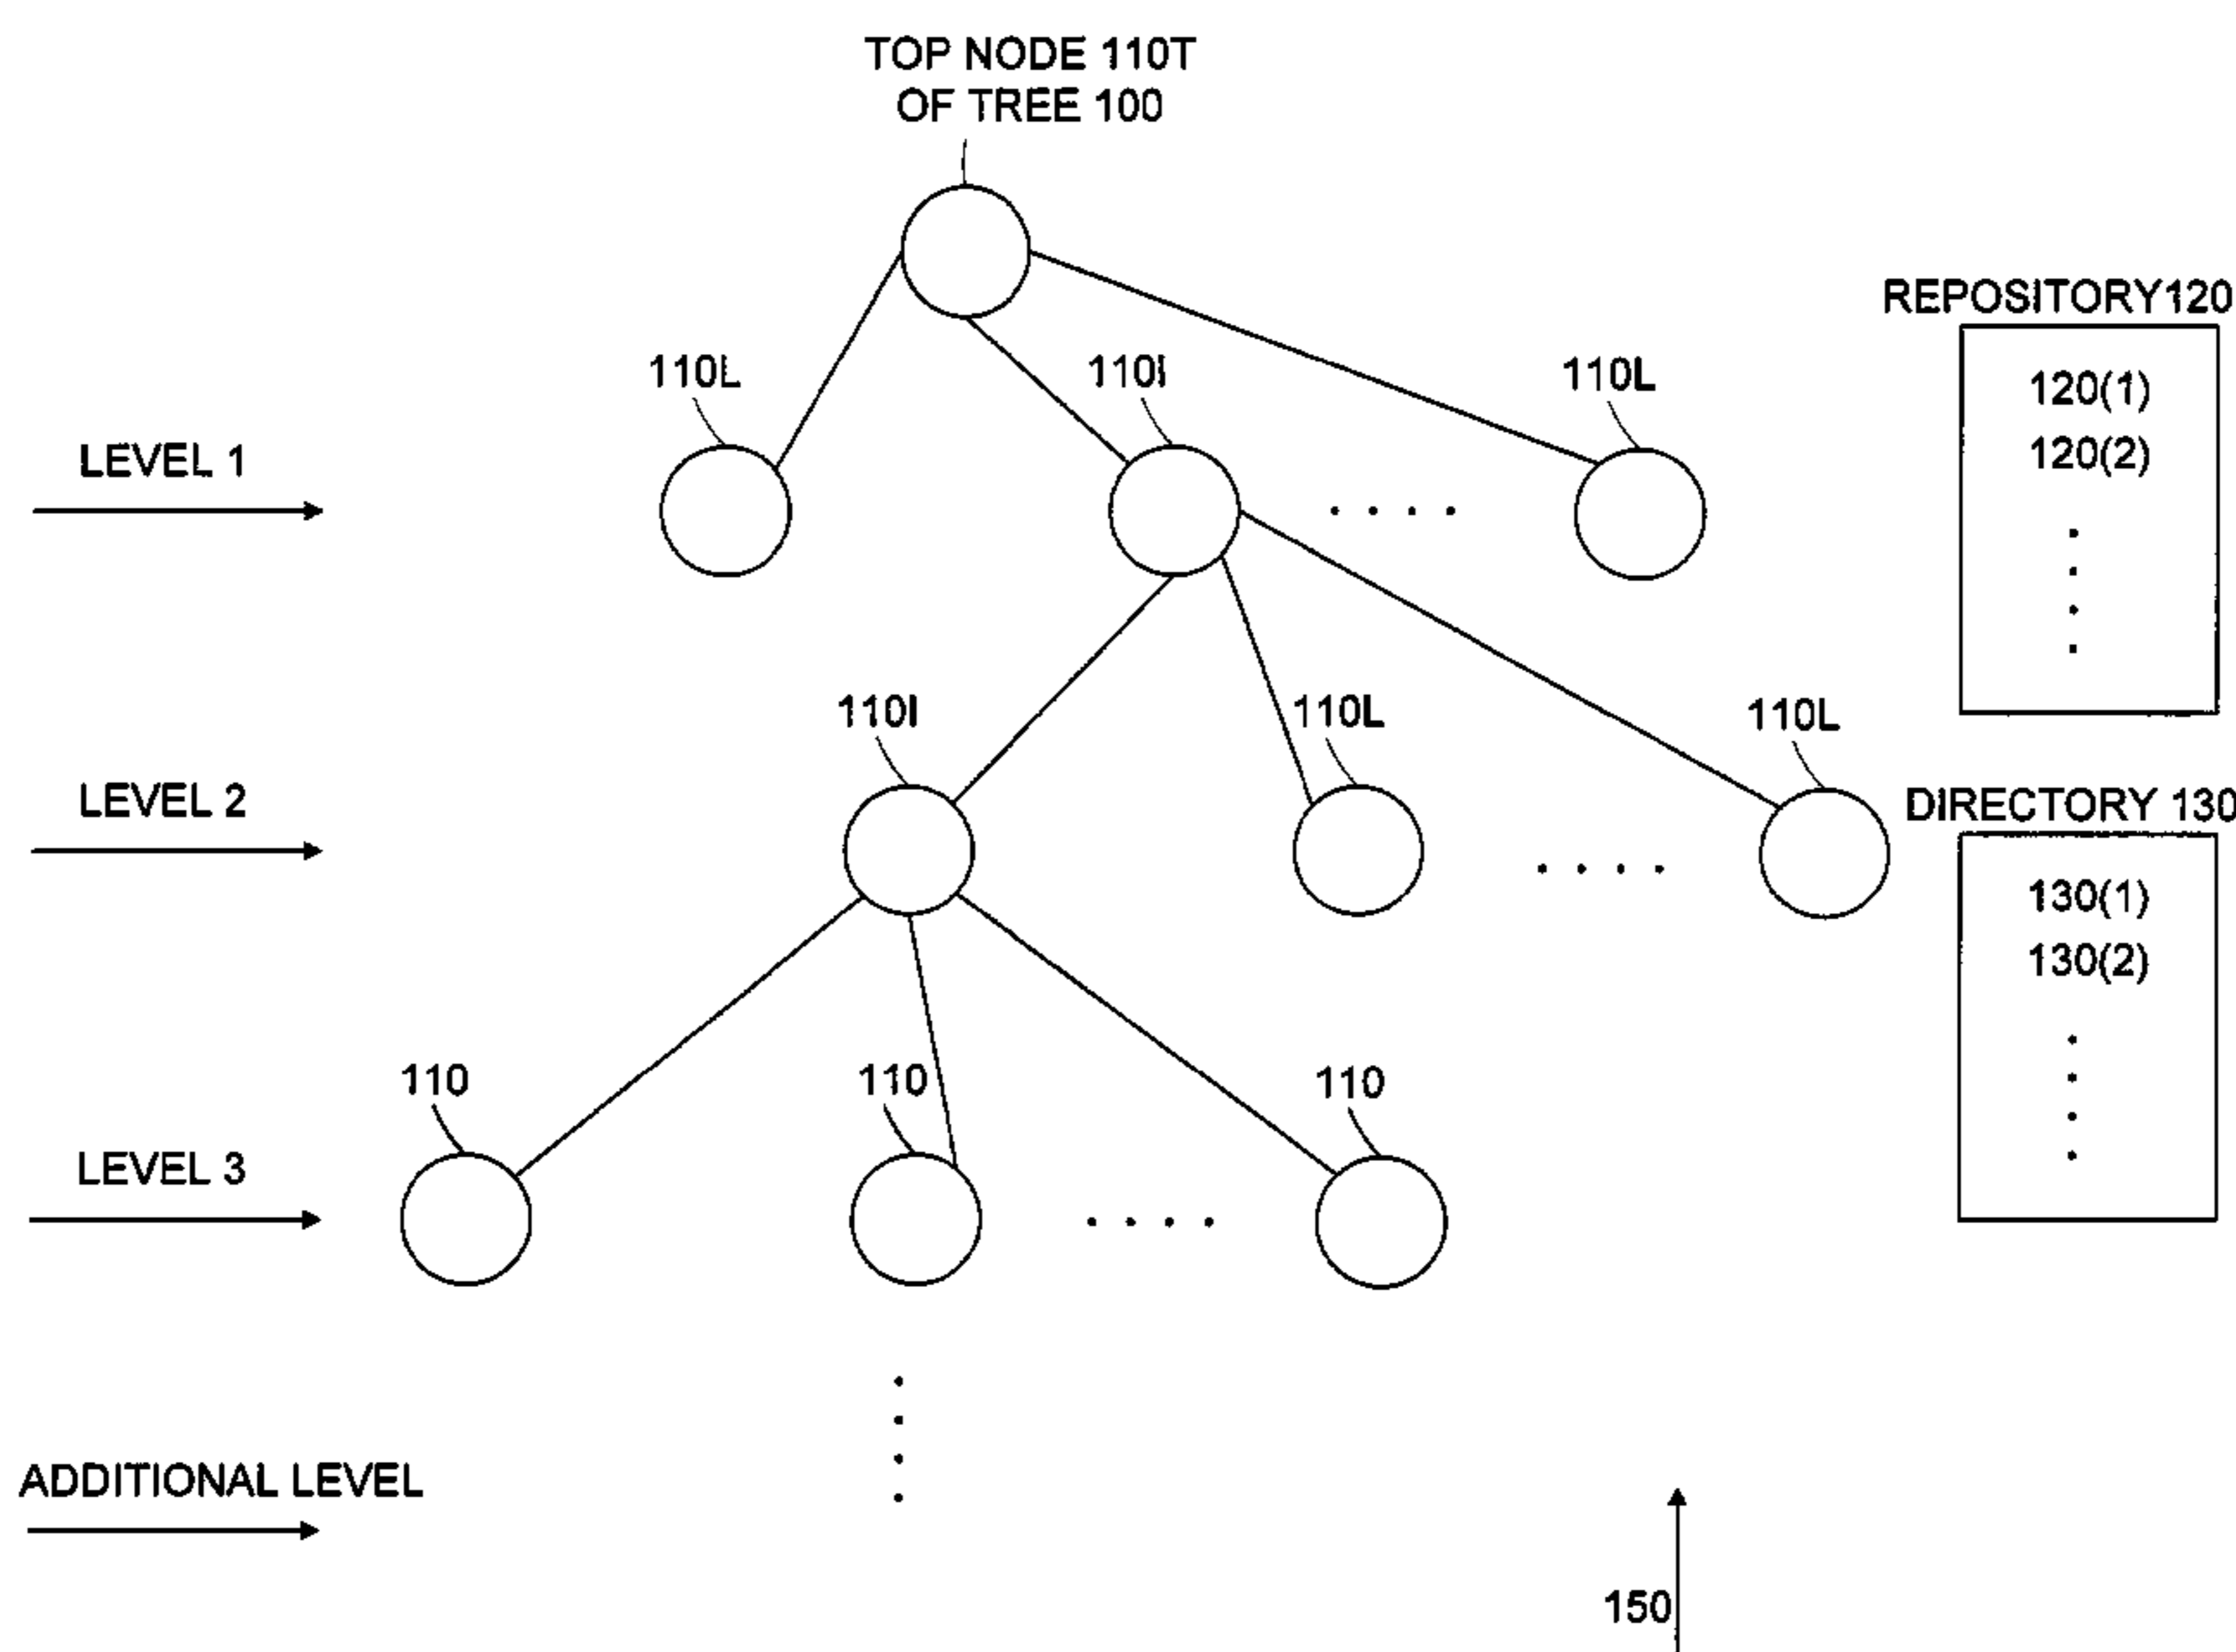 TOP NODE 110T
OF TREE 100
REPOSITORY120
110L
110I
110L
120(1)
LEVEL 1
120(2)
110I
110L
110L
LEVEL 2
DIRECTORY 130
130(1)
130(2)
110
110
110
LEVEL 3
ADDITIONAL LEVEL
150